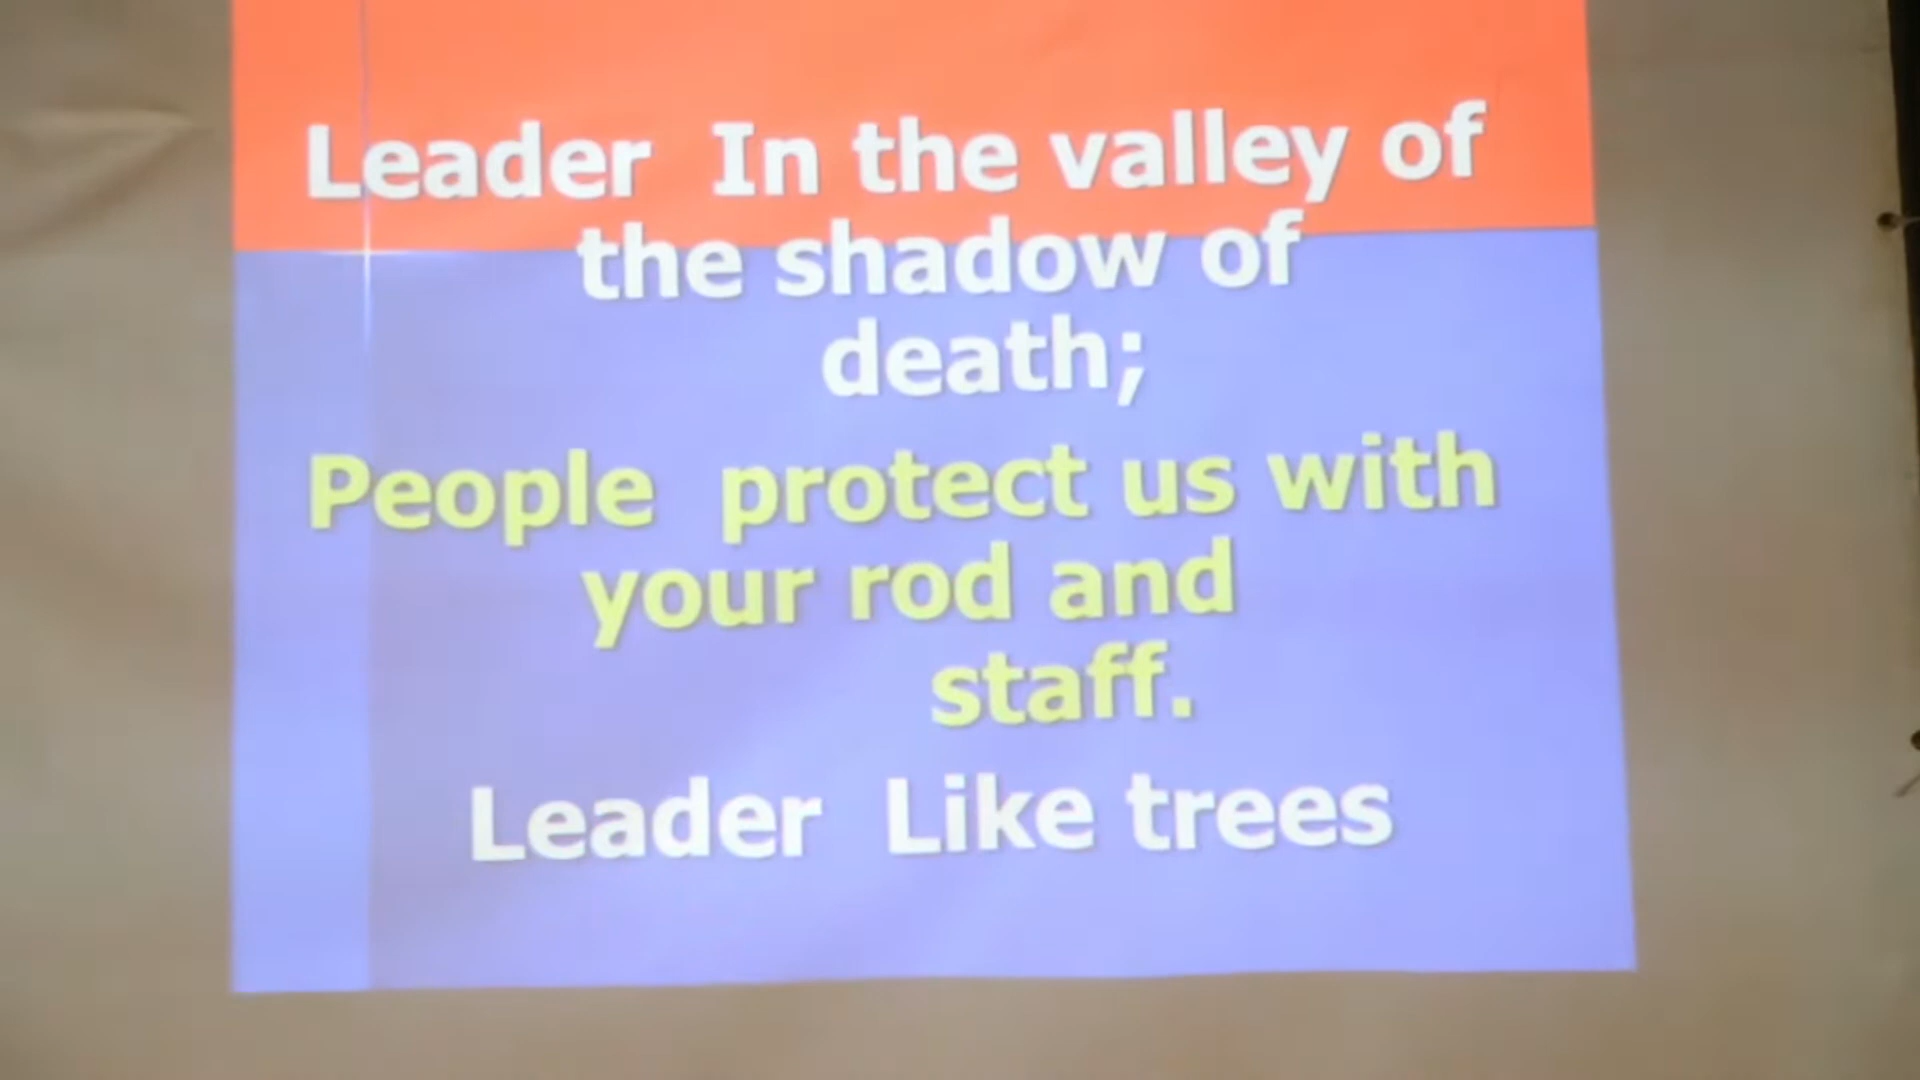 Leader In the valley of
the shadow of
death;
People protect us with
your rod and
staff.
Leader Like trees